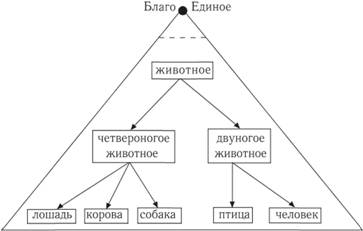 Благо Единое
животное
четвероногое двуногое
животное животное
лошадь корова собака птица человек